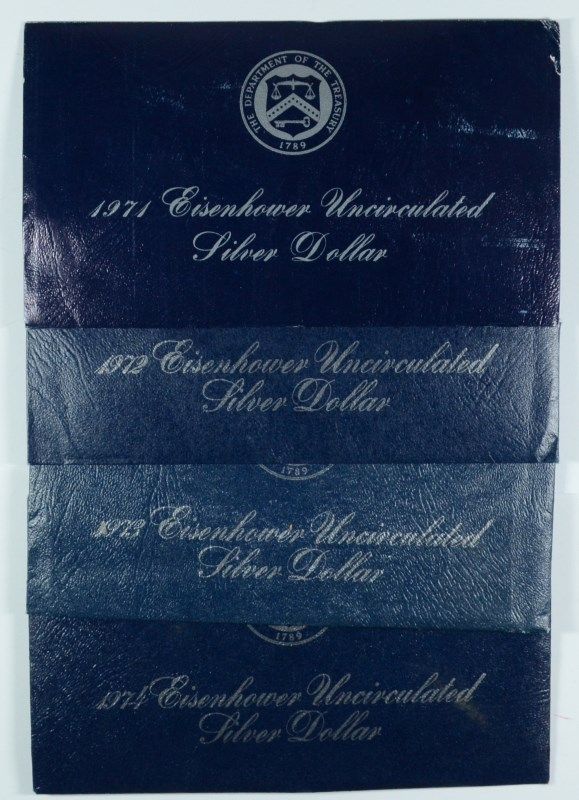 THE DEPARTMENT OF THE TREASURY
1789
1971 Eisenhower Uncirculated
Silver Dollar
1972 Eisenhower Uncirculated
Silver Dollar
1789
1973 Eisenhower Uncirculated
Silver Dollar
1789
1974 Eisenhower Uncirculated
Silver Dollar